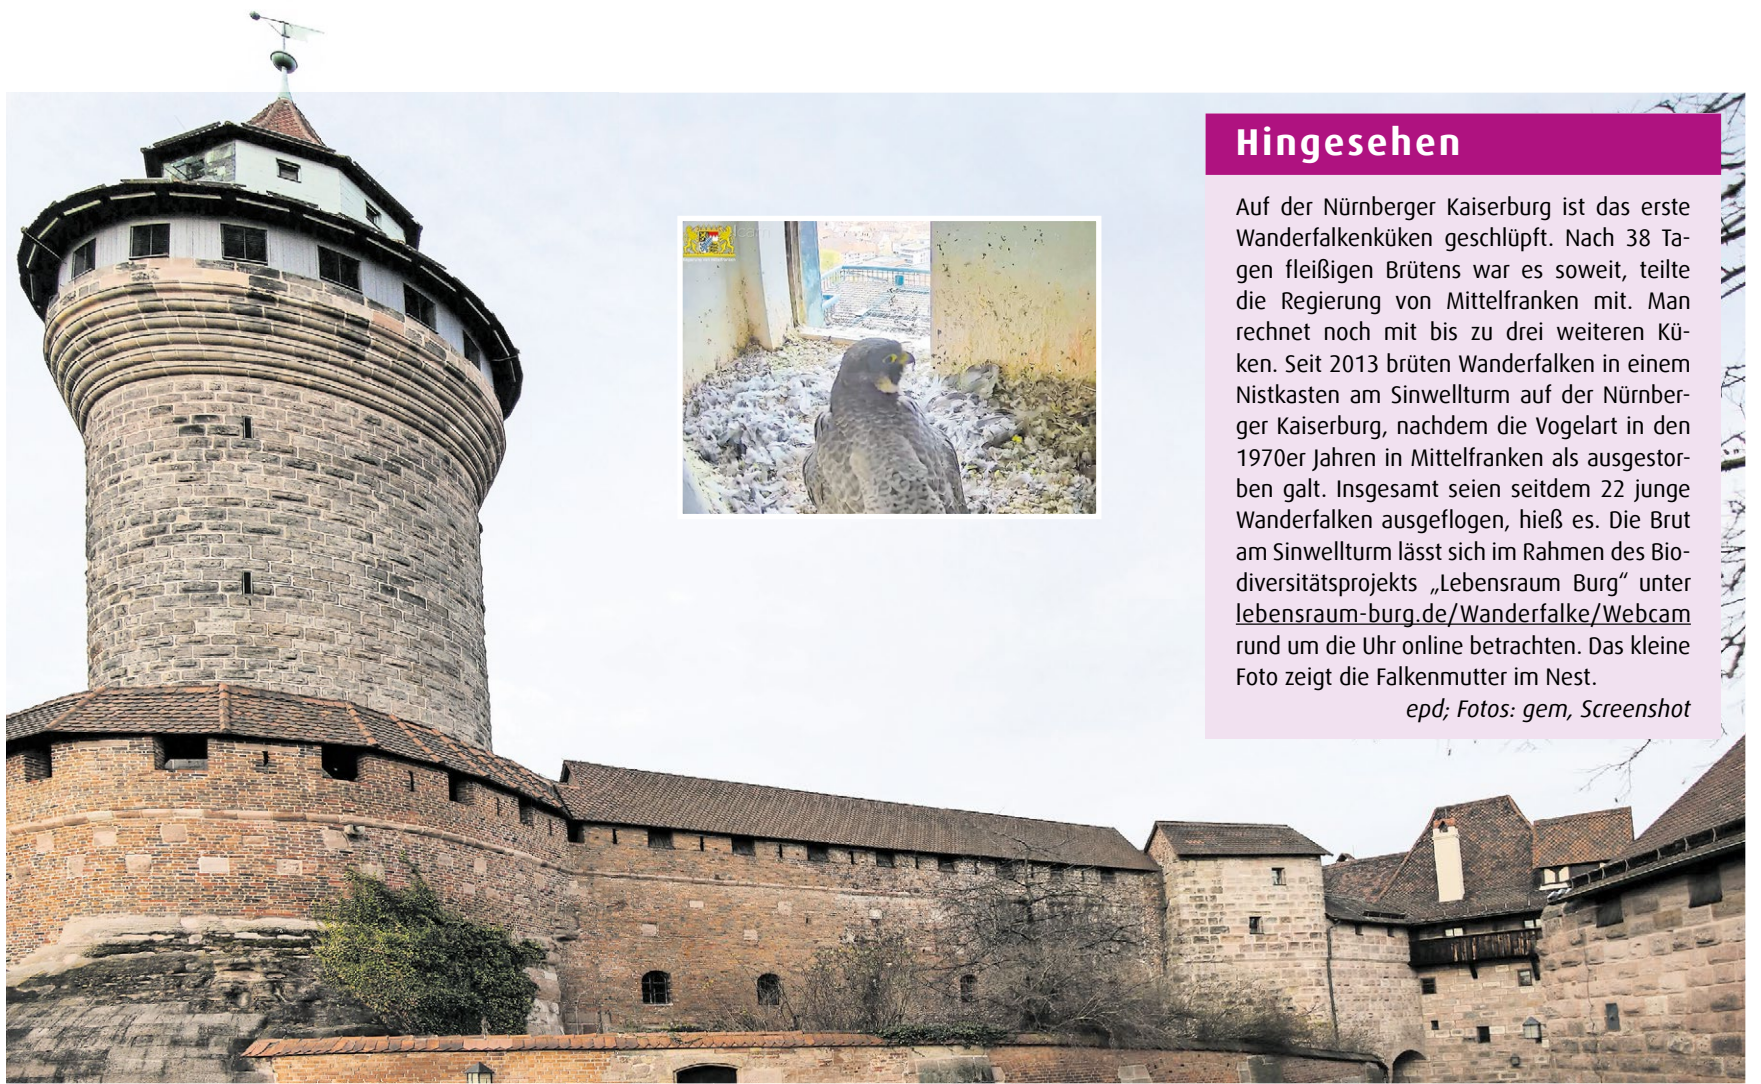 Hingesehen
Auf der Nürnberger Kaiserburg ist das erste
Wanderfalkenküken geschlüpft. Nach 38 Ta-
gen fleißigen Brütens war es soweit, teilte
die Regierung von Mittelfranken mit. Man
rechnet noch mit bis zu drei weiteren Kü-
ken. Seit 2013 brüten Wanderfalken in einem
Nistkasten am Sinwellturm auf der Nürnber-
ger Kaiserburg, nachdem die Vogelart in den
1970er Jahren in Mittelfranken als ausgestor-
ben galt. Insgesamt seien seitdem 22 junge
Wanderfalken ausgeflogen, hieß es. Die Brut
am Sinwellturm lässt sich im Rahmen des Bio-
diversitätsprojekts „Lebensraum Burg“ unter
lebensraum-burg.de/Wanderfalke/Webcam
rund um die Uhr online betrachten. Das kleine
Foto zeigt die Falkenmutter im Nest.
epd; Fotos: gem, Screenshot